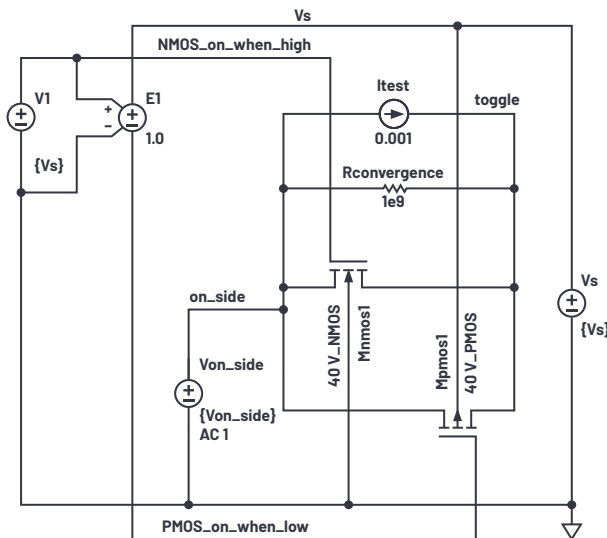 Vs
NMOS_on_when_high
Itest
V1
E1
toggle
+
−
1.0
0.001
{Vs}
Rconvergence
1e9
on_side
Vs
{Vs}
40 V_NMOS
Mnmos1
Mpmos1
40 V_PMOS
Von_side
{Von_side}
AC 1
PMOS_on_when_low